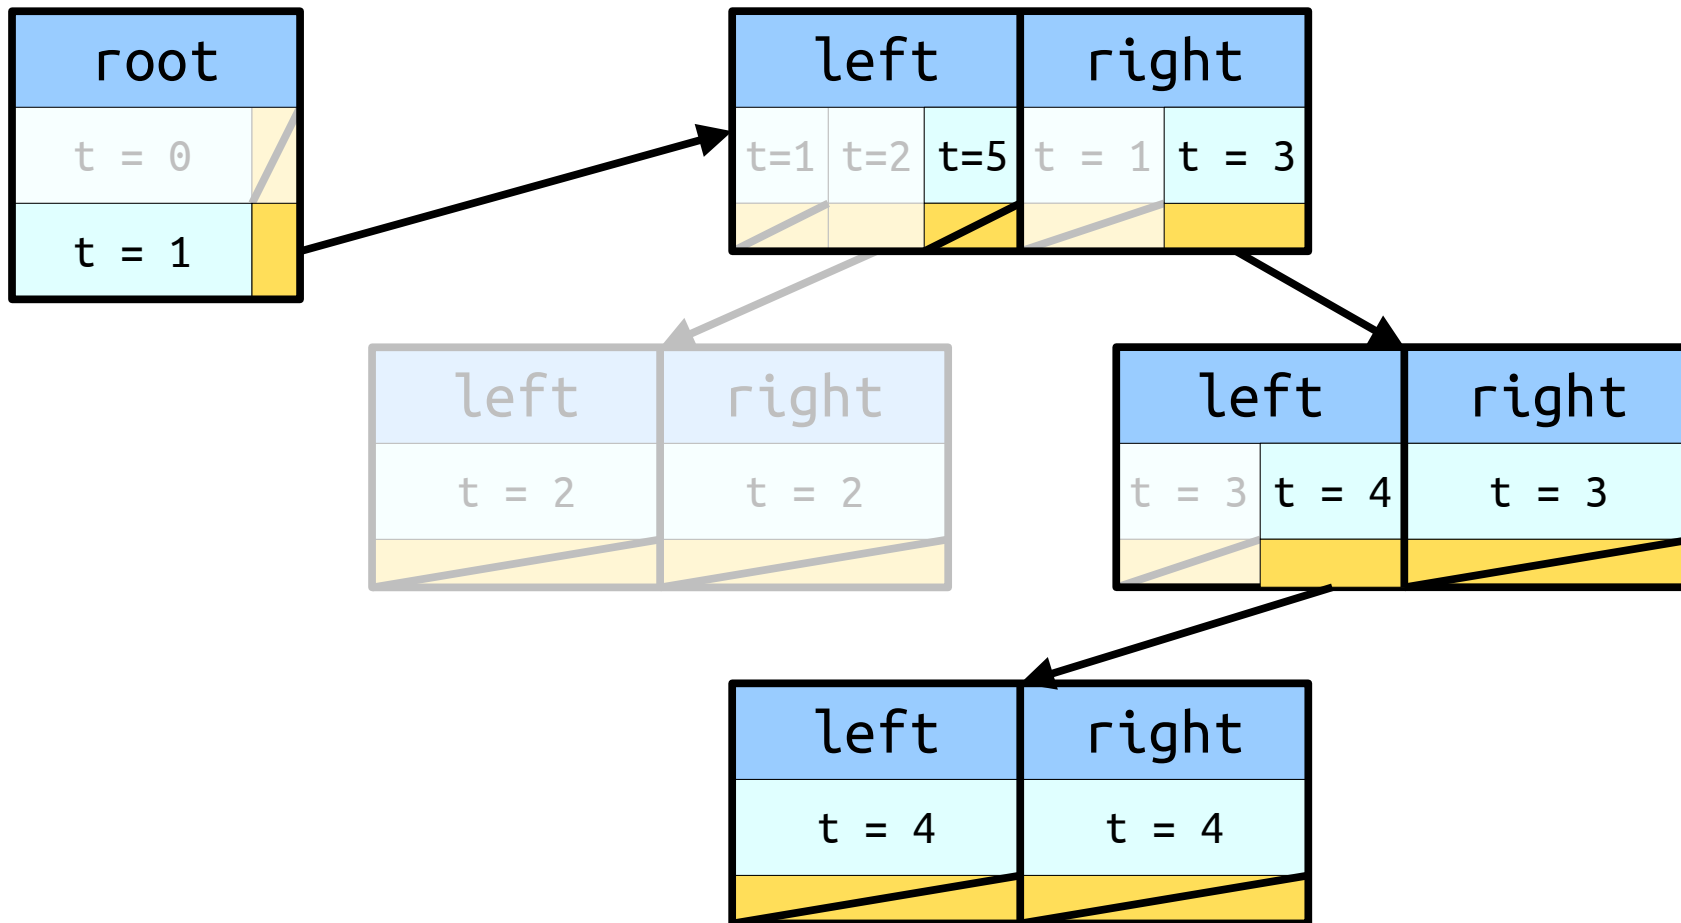 root
t = 0
t = 1
left right
t=1 t=2 t=5 t = 1 t = 3
left right
t = 2 t = 2
left right
t = 3 t = 4 t = 3
left right
t = 4 t = 4